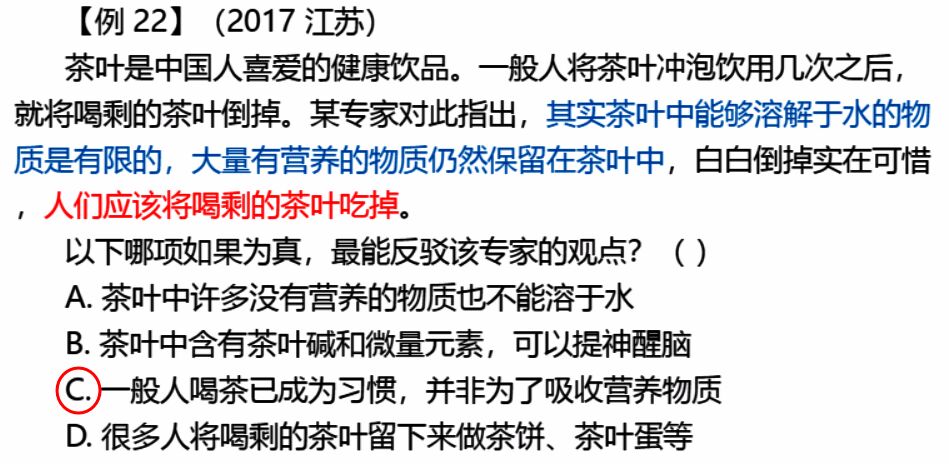 【例 22】（2017 江苏）
茶叶是中国人喜爱的健康饮品。一般人将茶叶冲泡饮用几次之后，
就将喝剩的茶叶倒掉。某专家对此指出，其实茶叶中能够溶解于水的物
质是有限的，大量有营养的物质仍然保留在茶叶中，白白倒掉实在可惜
，人们应该将喝剩的茶叶吃掉。
以下哪项如果为真，最能反驳该专家的观点？（ ）
A. 茶叶中许多没有营养的物质也不能溶于水
B. 茶叶中含有茶叶碱和微量元素，可以提神醒脑
C. 一般人喝茶已成为习惯，并非为了吸收营养物质
D. 很多人将喝剩的茶叶留下来做茶饼、茶叶蛋等